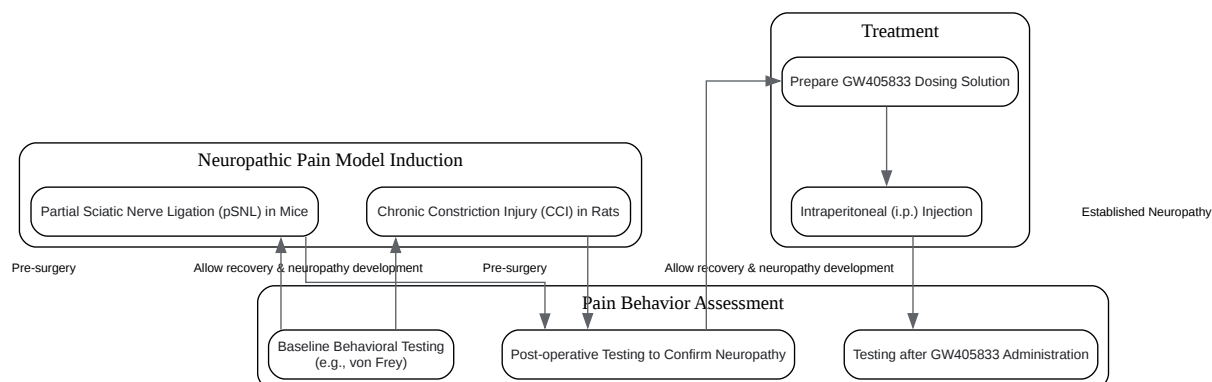 Treatment
Prepare GW405833 Dosing Solution
Neuropathic Pain Model Induction
Partial Sciatic Nerve Ligation (pSNL) in Mice
Chronic Constriction Injury (CCI) in Rats
Intraperitoneal (i.p.) Injection
Established Neuropathy
Pre-surgery
Allow recovery & neuropathy development
Pre-surgery
Allow recovery & neuropathy development
Pain Behavior Assessment
Baseline Behavioral Testing
(e.g., von Frey)
Post-operative Testing to Confirm Neuropathy
Testing after GW405833 Administration